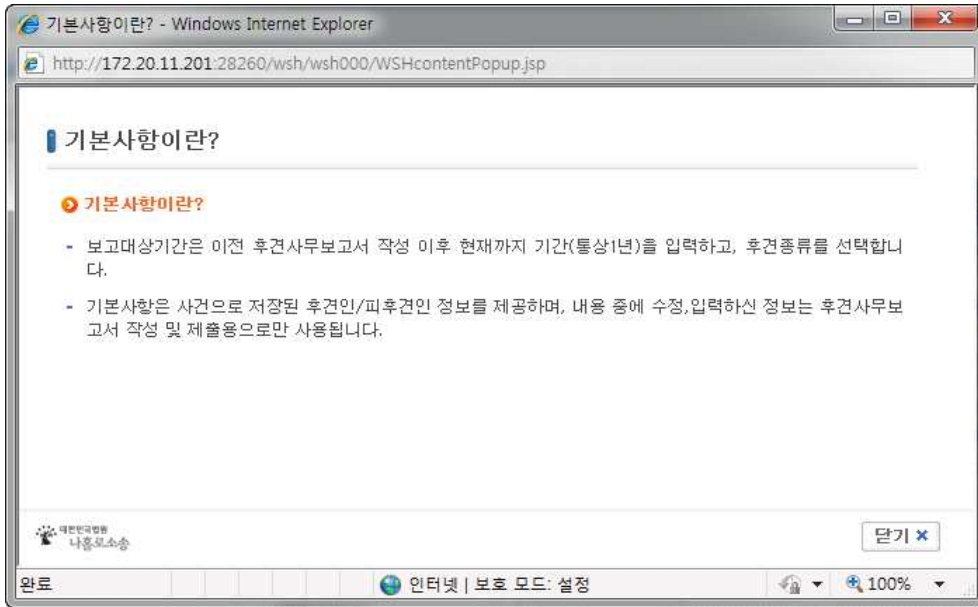 기본사항이란? - Windows Internet Explorer
http://172.20.11.201:28260/wsh/wsh000/WSHcontentPopup.jsp
기본사항이란?
기본사항이란?
- 보고대상기간은 이전 후견사무보고서 작성 이후 현재까지 기간(통상1년)을 입력하고, 후견종류를 선택합니
다.
- 기본사항은 사건으로 저장된 후견인/피후견인 정보를 제공하며, 내용 중에 수정,입력하신 정보는 후견사무보
고서 작성 및 제출용으로만 사용됩니다.
대한민국법원
나홀로소송
닫기
완료
인터넷 | 보호 모드: 설정
100%